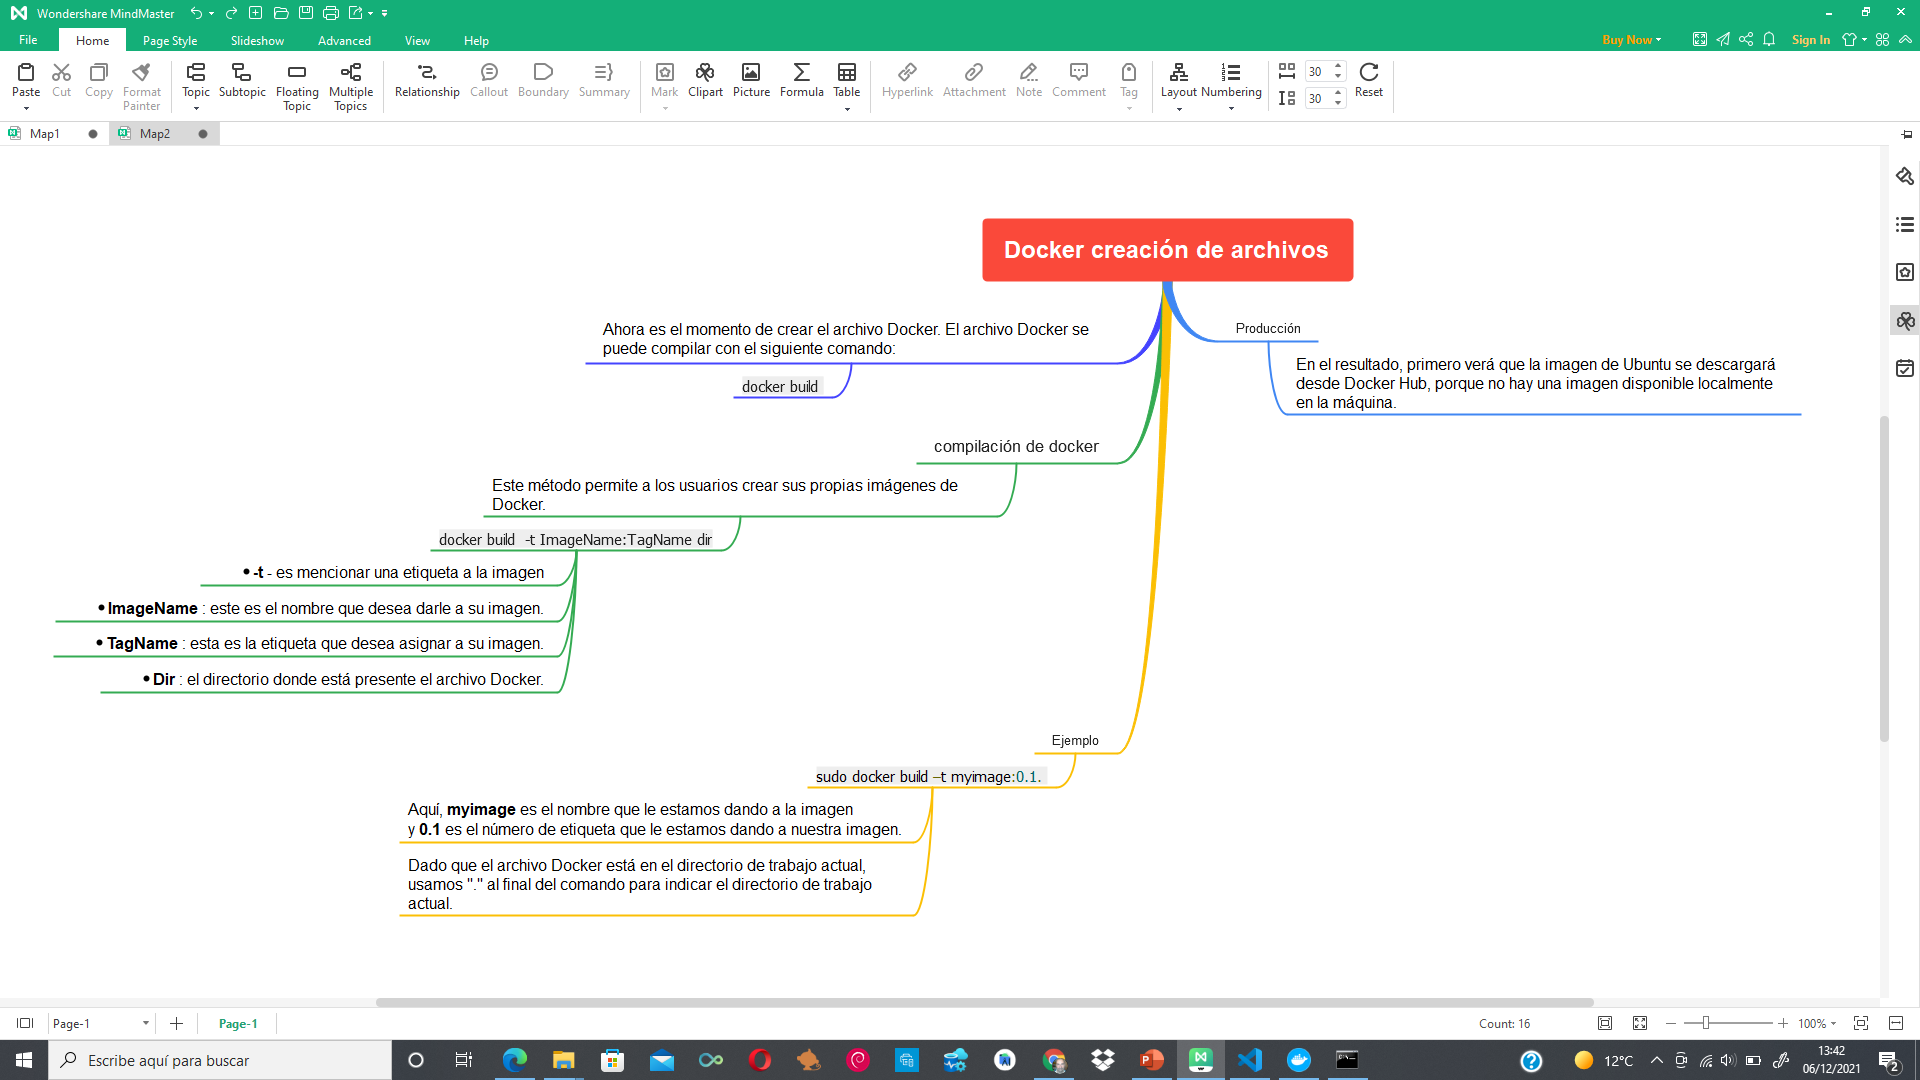 Wondershare MindMaster
File
Home
Page Style
Slideshow
Advanced
View
Help
Buy Now
Sign In
Paste
Cut
Copy
Format
Painter
Topic
Subtopic
Floating
Topic
Multiple
Topics
Relationship
Callout
Boundary
Summary
Mark
Clipart
Picture
Formula
Table
Hyperlink
Attachment
Note
Comment
Tag
Layout
Numbering
30
30
Reset
Map1
Map2
Docker creación de archivos
Ahora es el momento de crear el archivo Docker. El archivo Docker se
puede compilar con el siguiente comando:
docker build
Producción
En el resultado, primero verá que la imagen de Ubuntu se descargará
desde Docker Hub, porque no hay una imagen disponible localmente
en la máquina.
compilación de docker
Este método permite a los usuarios crear sus propias imágenes de
Docker.
docker build  -t ImageName:TagName dir
• -t - es mencionar una etiqueta a la imagen
• ImageName : este es el nombre que desea darle a su imagen.
• TagName : esta es la etiqueta que desea asignar a su imagen.
• Dir : el directorio donde está presente el archivo Docker.
Ejemplo
sudo docker build –t myimage:0.1.
Aquí, myimage es el nombre que le estamos dando a la imagen
y 0.1 es el número de etiqueta que le estamos dando a nuestra imagen.
Dado que el archivo Docker está en el directorio de trabajo actual,
usamos "." al final del comando para indicar el directorio de trabajo
actual.
Page-1
Page-1
Count: 16
100%
Escribe aquí para buscar
12°C
13:42
06/12/2021
2